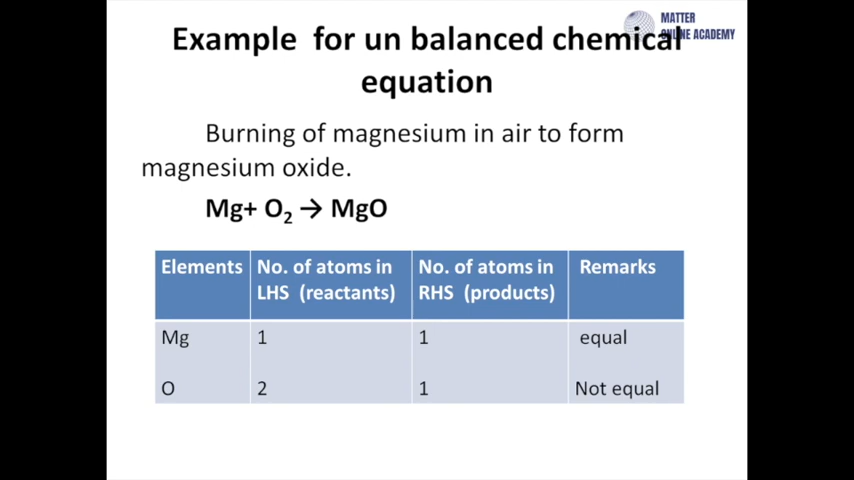 MATTER
ONLINE ACADEMY
Example for un balanced chemical
equation
Burning of magnesium in air to form
magnesium oxide.
Mg+ O₂ → MgO
Elements No. of atoms in No. of atoms in Remarks
LHS (reactants) RHS (products)
Mg 1 1 equal
O 2 1 Not equal